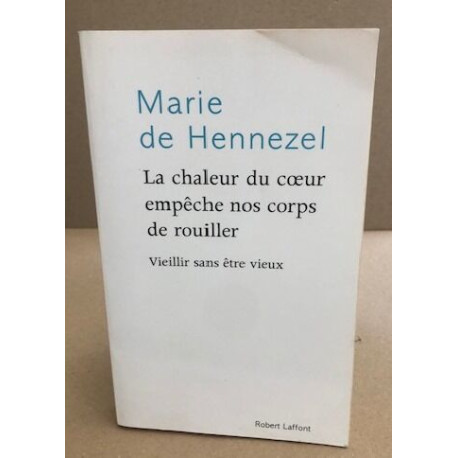 Marie
de Hennezel
La chaleur du cœur
empêche nos corps
de rouiller
Vieillir sans être vieux
Robert Laffont